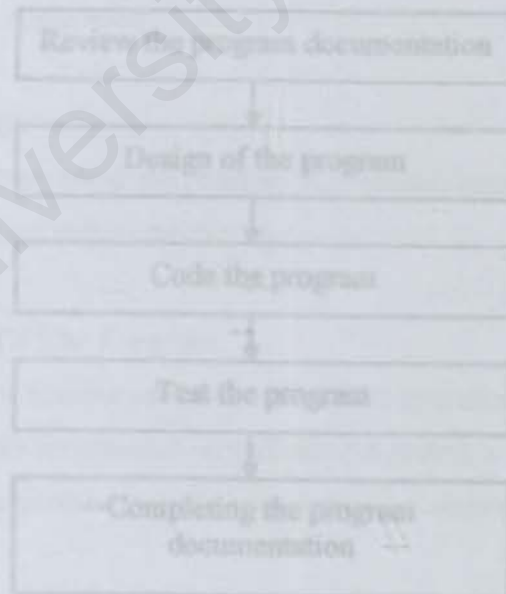 Review the program documentation
Design of the program
Code the program
Test the program
Completing the program
documentation